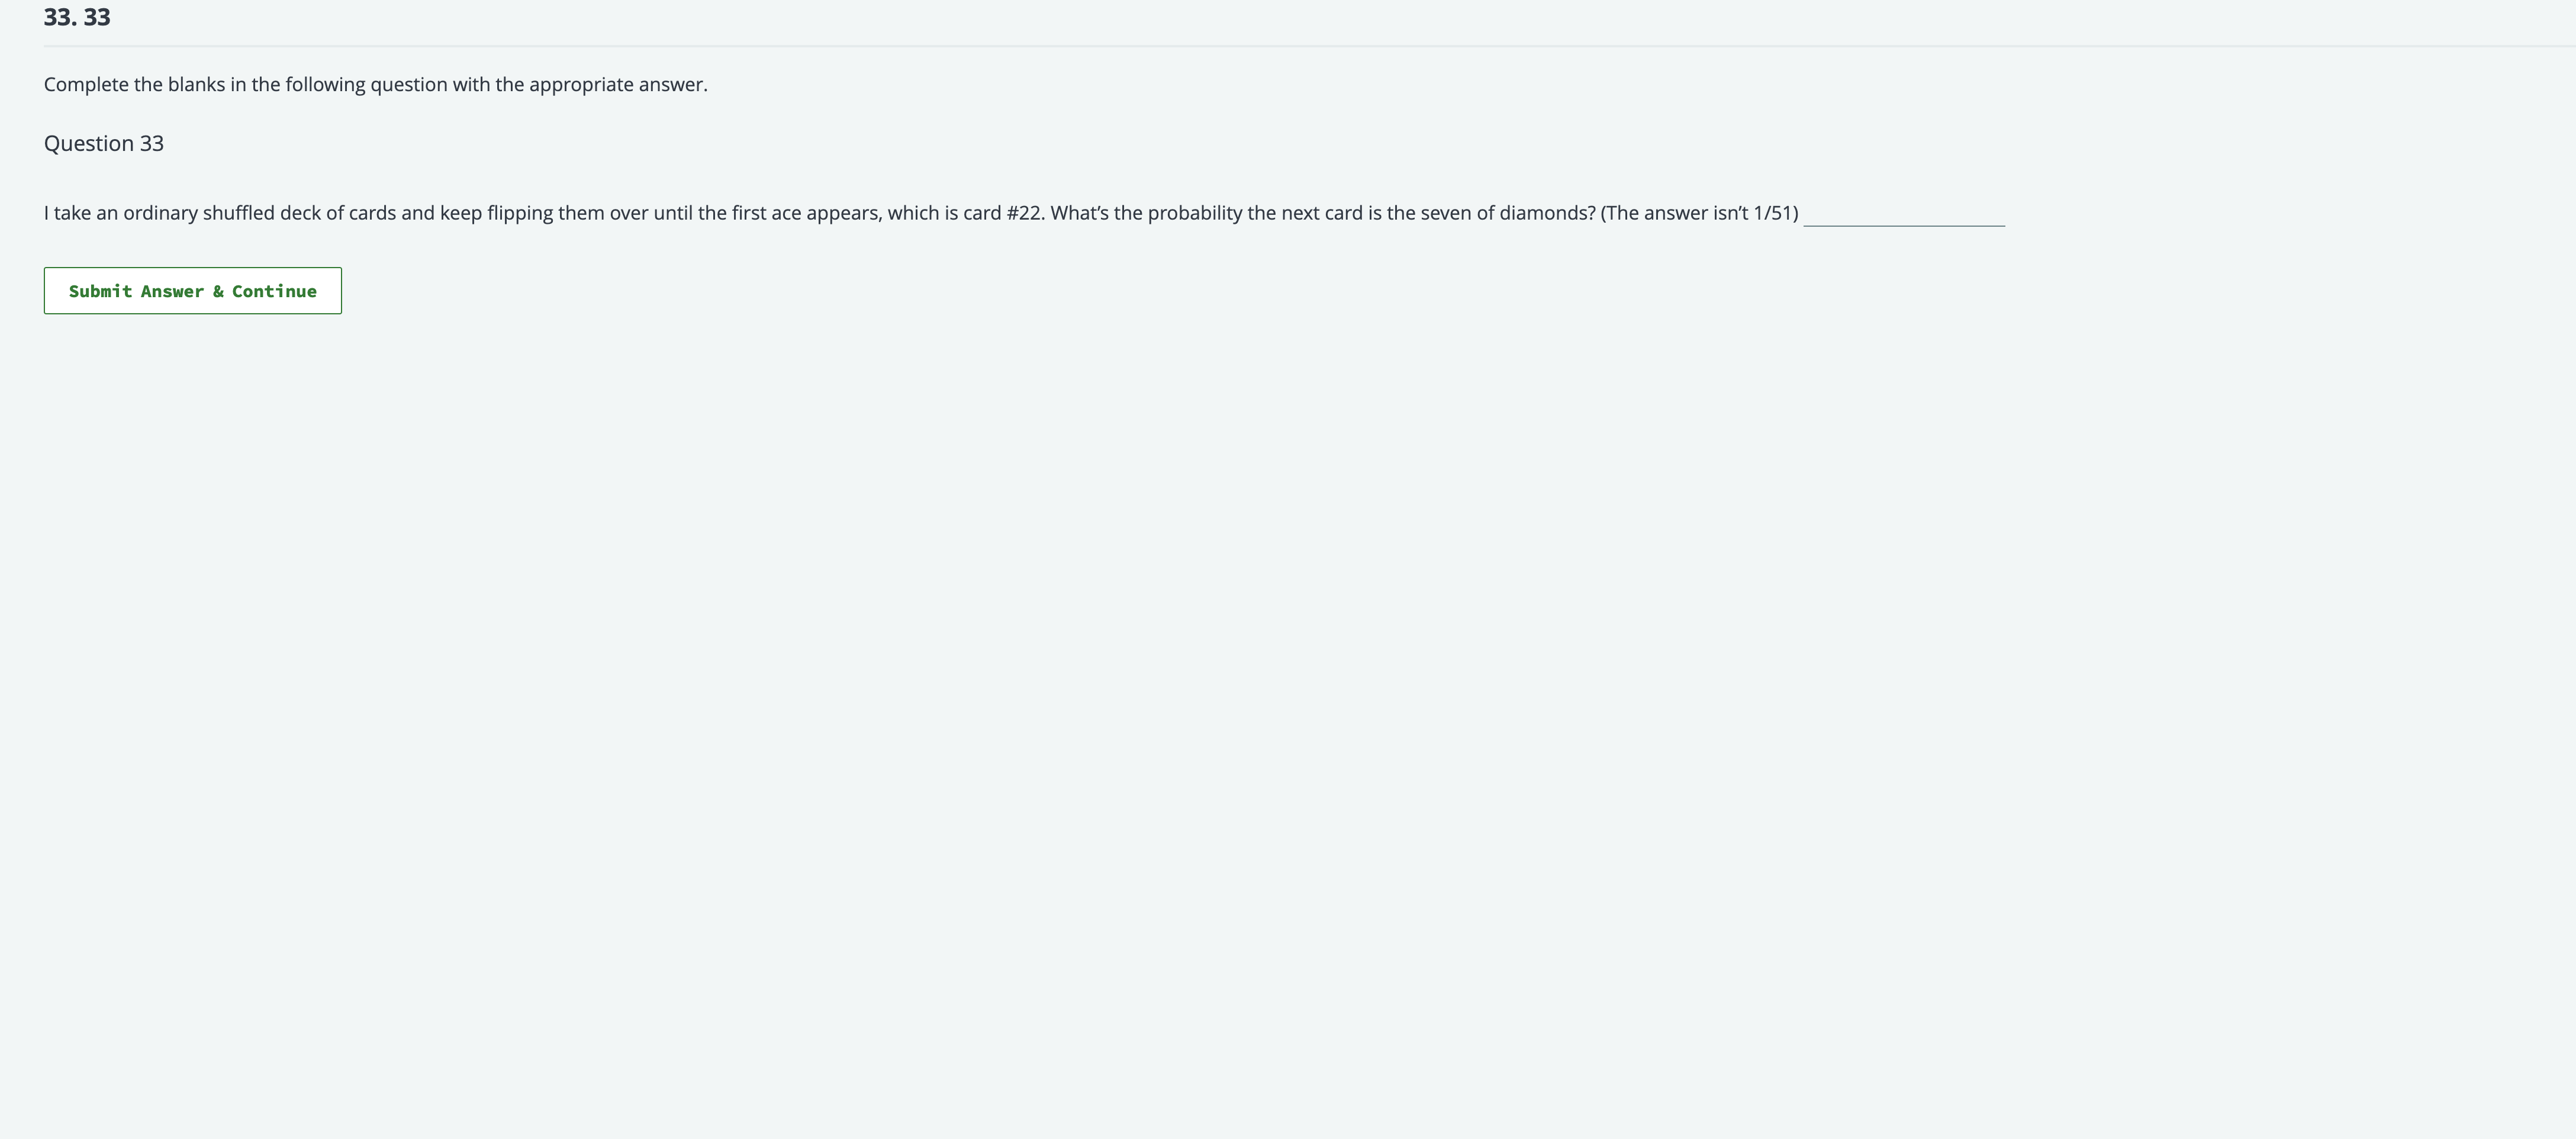 33. 33
Complete the blanks in the following question with the appropriate answer.
Question 33
I take an ordinary shuffled deck of cards and keep flipping them over until the first ace appears, which is card #22. What’s the probability the next card is the seven of diamonds? (The answer isn’t 1/51)
Submit Answer & Continue